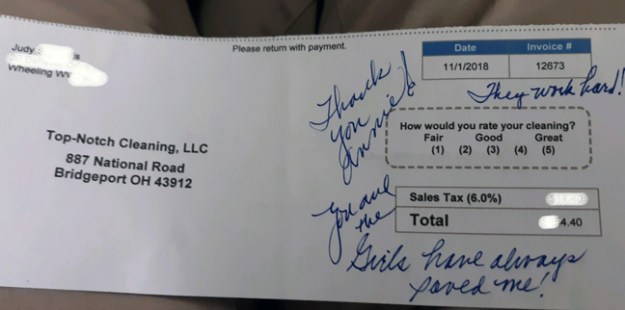 Judy
Wheeling WV
Please return with payment.
Date Invoice #
11/1/2018 12673
Thank
you
Annie!
They work hard!
How would you rate your cleaning?
Fair Good Great
(1) (2) (3) (4) (5)
Top-Notch Cleaning, LLC
887 National Road
Bridgeport OH 43912
Sales Tax (6.0%)
Total 4.40
You and
the
Girls have always
saved me!